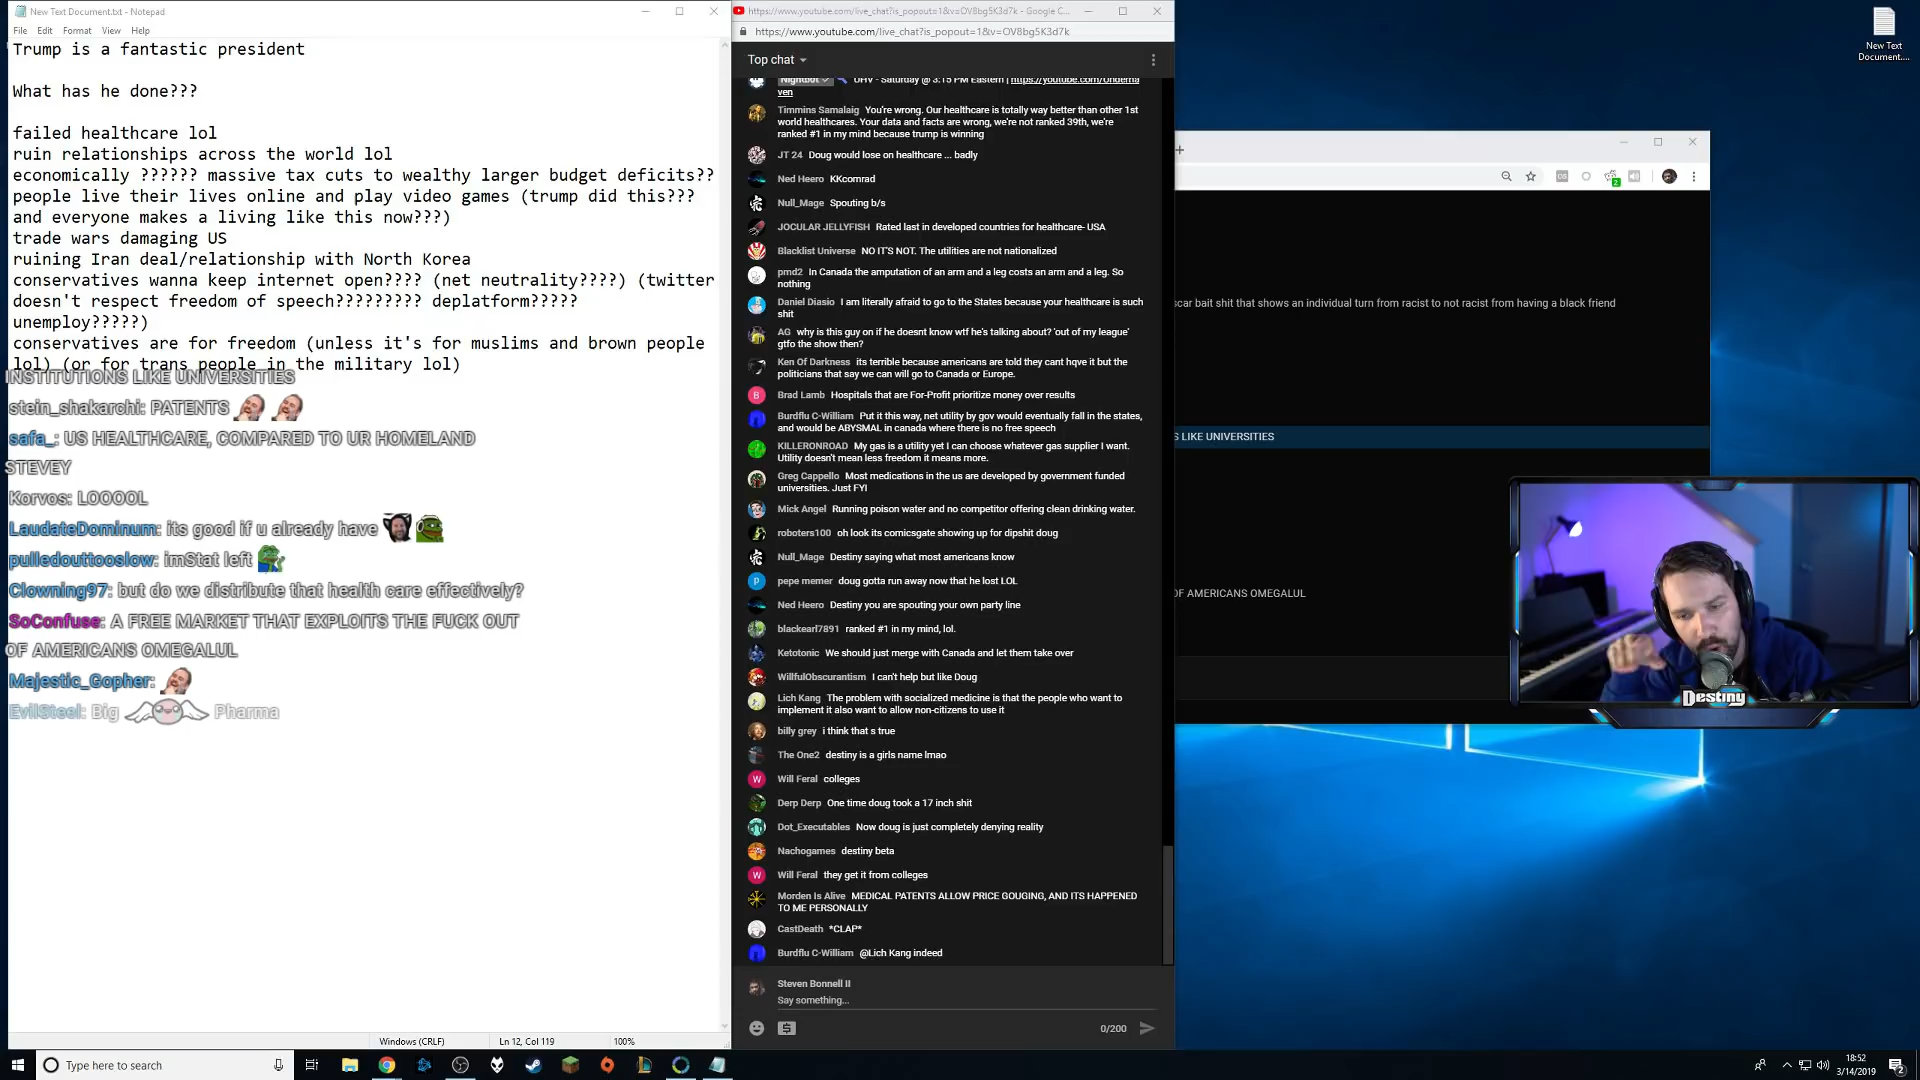 New Text Document.txt - Notepad
File Edit Format View Help
Trump is a fantastic president
What has he done???
failed healthcare lol
ruin relationships across the world lol
economically ?????? massive tax cuts to wealthy larger budget deficits??
people live their lives online and play video games (trump did this???
and everyone makes a living like this now???)
trade wars damaging US
ruining Iran deal/relationship with North Korea
conservatives wanna keep internet open???? (net neutrality????) (twitter
doesn't respect freedom of speech????????? deplatform?????
unemploy?????)
conservatives are for freedom (unless it's for muslims and brown people
lol) (or for trans people in the military lol)
INSTITUTIONS LIKE UNIVERSITIES
stein_shakarchi: PATENTS
safa_: US HEALTHCARE, COMPARED TO UR HOMELAND
STEVEY
Korvos: LOOOOL
LaudateDominum: its good if u already have
pulledouttooslow: imStat left
Clowning97: but do we distribute that health care effectively?
SoConfuse: A FREE MARKET THAT EXPLOITS THE FUCK OUT
OF AMERICANS OMEGALUL
Majestic_Gopher:
EvilSteel: Big Pharma
Windows (CRLF) Ln 12, Col 119 100%
https://www.youtube.com/live_chat?is_popout=1&v=OV8bg5K3d7k - Google C...
https://www.youtube.com/live_chat?is_popout=1&v=OV8bg5K3d7k
Top chat
Nightbot UHV - Saturday @ 3:15 PM Eastern | https://youtube.com/Underha
ven
Timmins Samalaig You're wrong. Our healthcare is totally way better than other 1st
world healthcares. Your data and facts are wrong, we're not ranked 39th, we're
ranked #1 in my mind because trump is winning
JT 24 Doug would lose on healthcare ... badly
Ned Heero KKcomrad
Null_Mage Spouting b/s
JOCULAR JELLYFISH Rated last in developed countries for healthcare- USA
Blacklist Universe NO IT'S NOT. The utilities are not nationalized
pmd2 In Canada the amputation of an arm and a leg costs an arm and a leg. So
nothing
Daniel Diasio I am literally afraid to go to the States because your healthcare is such
shit
AG why is this guy on if he doesnt know wtf he's talking about? 'out of my league'
gtfo the show then?
Ken Of Darkness its terrible because americans are told they cant hqve it but the
politicians that say we can will go to Canada or Europe.
B Brad Lamb Hospitals that are For-Profit prioritize money over results
Burdflu C-William Put it this way, net utility by gov would eventually fall in the states,
and would be ABYSMAL in canada where there is no free speech
KILLERONROAD My gas is a utility yet I can choose whatever gas supplier I want.
Utility doesn't mean less freedom it means more.
Greg Cappello Most medications in the us are developed by government funded
universities. Just FYI
Mick Angel Running poison water and no competitor offering clean drinking water.
roboters100 oh look its comicsgate showing up for dipshit doug
Null_Mage Destiny saying what most americans know
P pepe memer doug gotta run away now that he lost LOL
Ned Heero Destiny you are spouting your own party line
blackearl7891 ranked #1 in my mind, lol.
Ketotonic We should just merge with Canada and let them take over
WillfulObscurantism I can't help but like Doug
Lich Kang The problem with socialized medicine is that the people who want to
implement it also want to allow non-citizens to use it
billy grey i think that s true
The One2 destiny is a girls name lmao
W Will Feral colleges
Derp Derp One time doug took a 17 inch shit
Dot_Executables Now doug is just completely denying reality
Nachogames destiny beta
W Will Feral they get it from colleges
Morden Is Alive MEDICAL PATENTS ALLOW PRICE GOUGING, AND ITS HAPPENED
TO ME PERSONALLY
CastDeath *CLAP*
Burdflu C-William @Lich Kang indeed
Steven Bonnell II
Say something...
0/200
New Text
Document....
scar bait shit that shows an individual turn from racist to not racist from having a black friend
S LIKE UNIVERSITIES
OF AMERICANS OMEGALUL
Destiny
Type here to search
18:52
3/14/2019
2